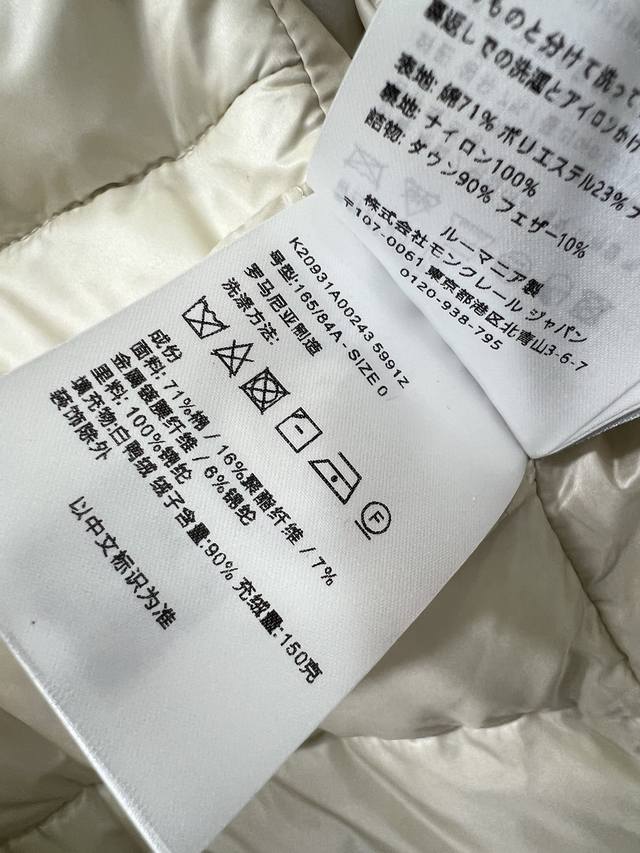 ものと分けて洗って
裏返しでの洗濯とアイロンかけ
表地: 綿71% ポリエステル23%
裏地: ナイロン100%
詰物: ダウン90% フェザー10%
ルーマニア製
株式会社モンクレール ジャパン
〒107-0061 東京都港区北青山3-6-7
0120-938-795
K20931A00243 5991Z
号型:165/84A - SIZE 0
罗马尼亚制造
洗涤方法:
F
成份
面料: 71%棉 / 16%聚酯纤维 / 7%
金属镀膜纤维 / 6%锦纶
里料: 100%锦纶
填充物白鸭绒 绒子含量:90% 充绒量:150克
装饰除外
以中文标识为准